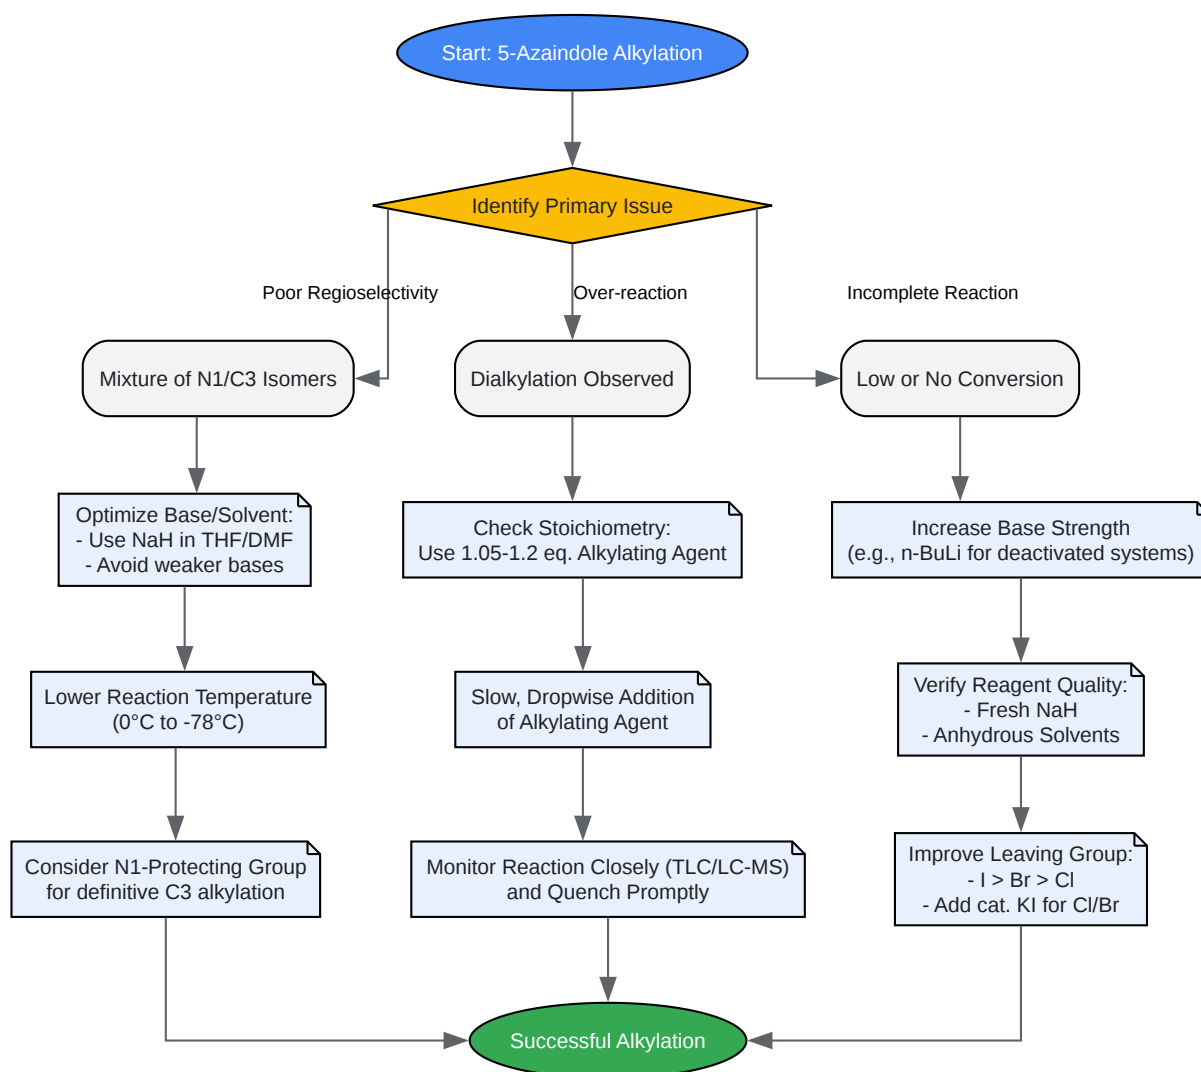 Start: 5-Azaindole Alkylation
Identify Primary Issue
Poor Regioselectivity
Over-reaction
Incomplete Reaction
Mixture of N1/C3 Isomers
Dialkylation Observed
Low or No Conversion
Optimize Base/Solvent:
- Use NaH in THF/DMF
- Avoid weaker bases
Check Stoichiometry:
Use 1.05-1.2 eq. Alkylating Agent
Increase Base Strength
(e.g., n-BuLi for deactivated systems)
Lower Reaction Temperature
(0°C to -78°C)
Slow, Dropwise Addition
of Alkylating Agent
Verify Reagent Quality:
- Fresh NaH
- Anhydrous Solvents
Consider N1-Protecting Group
for definitive C3 alkylation
Monitor Reaction Closely (TLC/LC-MS)
and Quench Promptly
Improve Leaving Group:
- I > Br > Cl
- Add cat. KI for Cl/Br
Successful Alkylation